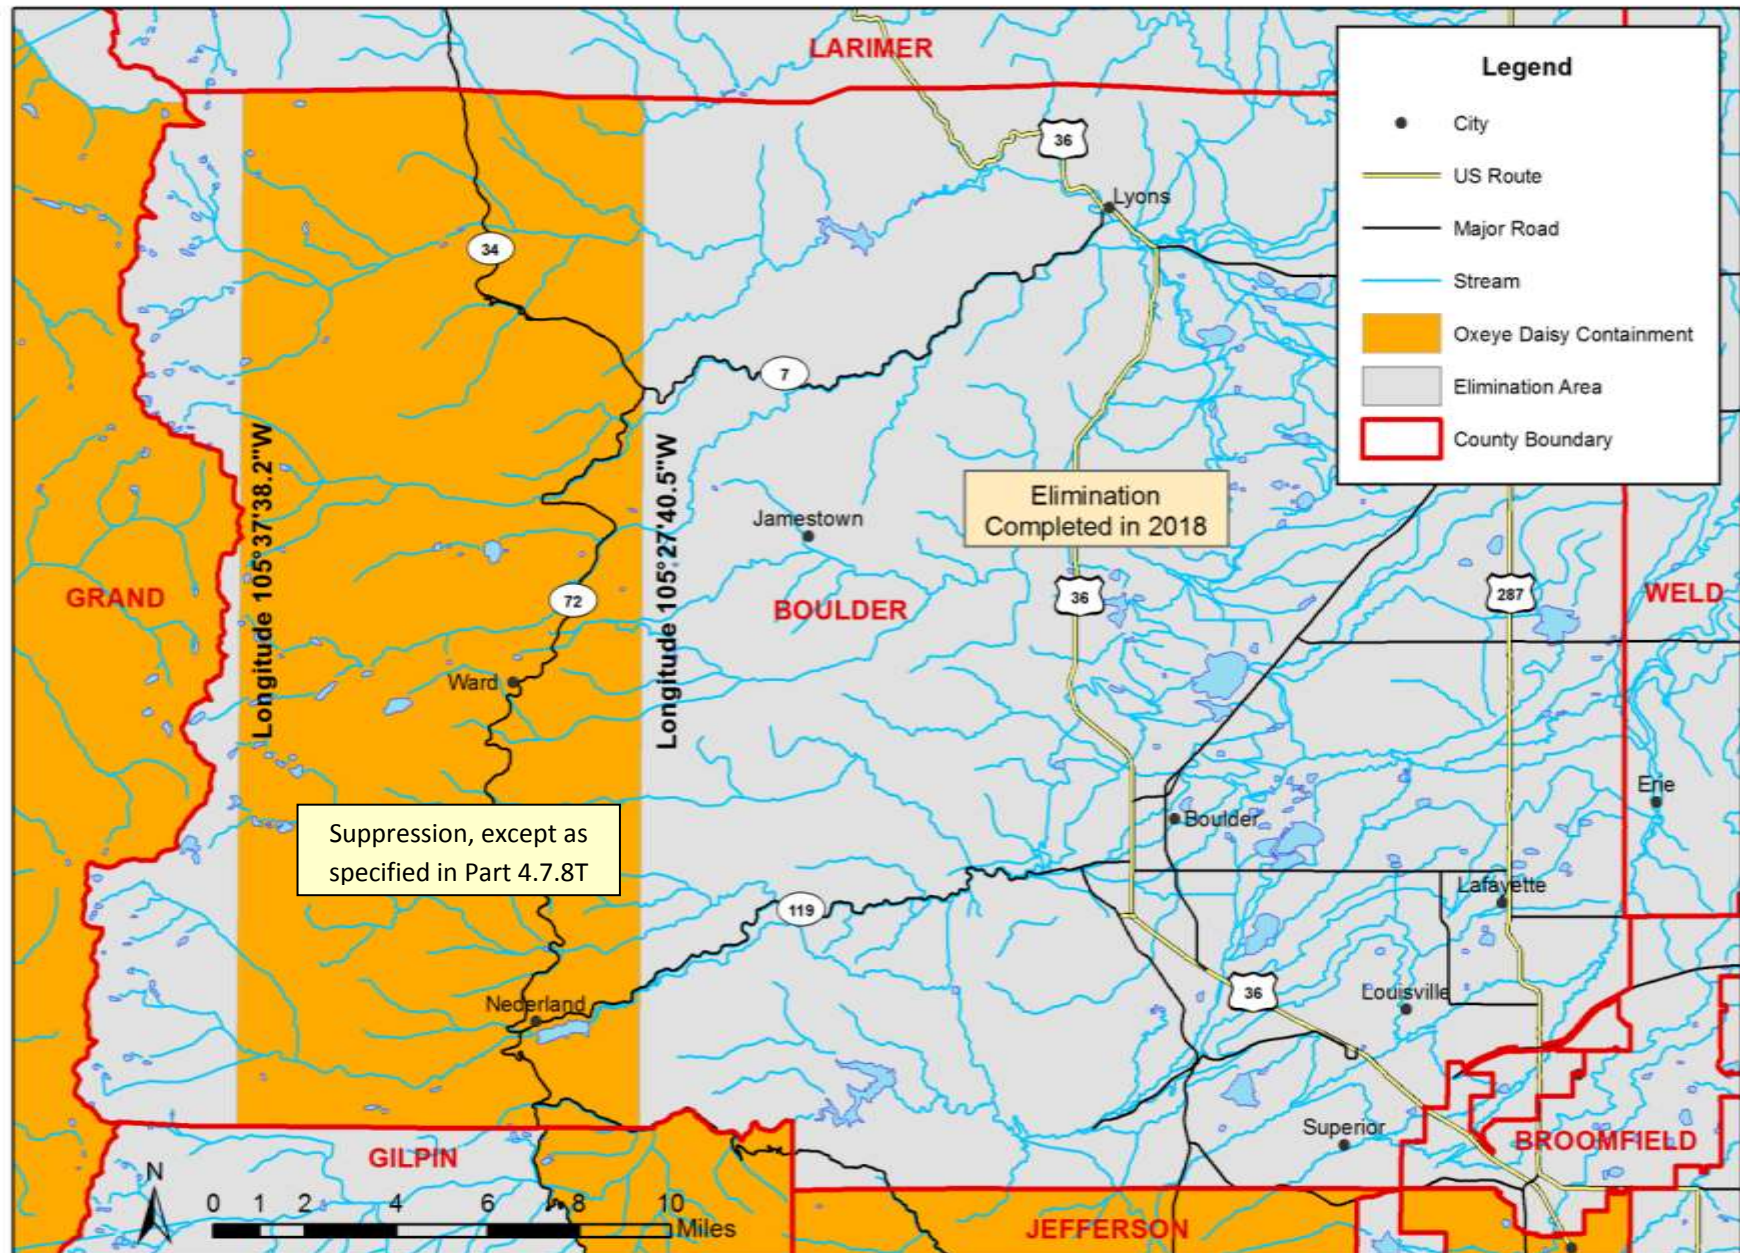 LARIMER
Legend
City
US Route
Major Road
Stream
Oxeye Daisy Containment
Elimination Area
County Boundary
36
Lyons
34
7
Longitude 105°37'38.2"W
Longitude 105°27'40.5"W
Elimination
Completed in 2018
Jamestown
GRAND
72
BOULDER
36
287
WELD
Ward
Erie
Suppression, except as
specified in Part 4.7.8T
Boulder
Lafayette
119
Nederland
36
Louisville
Superior
BROOMFIELD
GILPIN
N
0 1 2 4 6 8 10
Miles
JEFFERSON